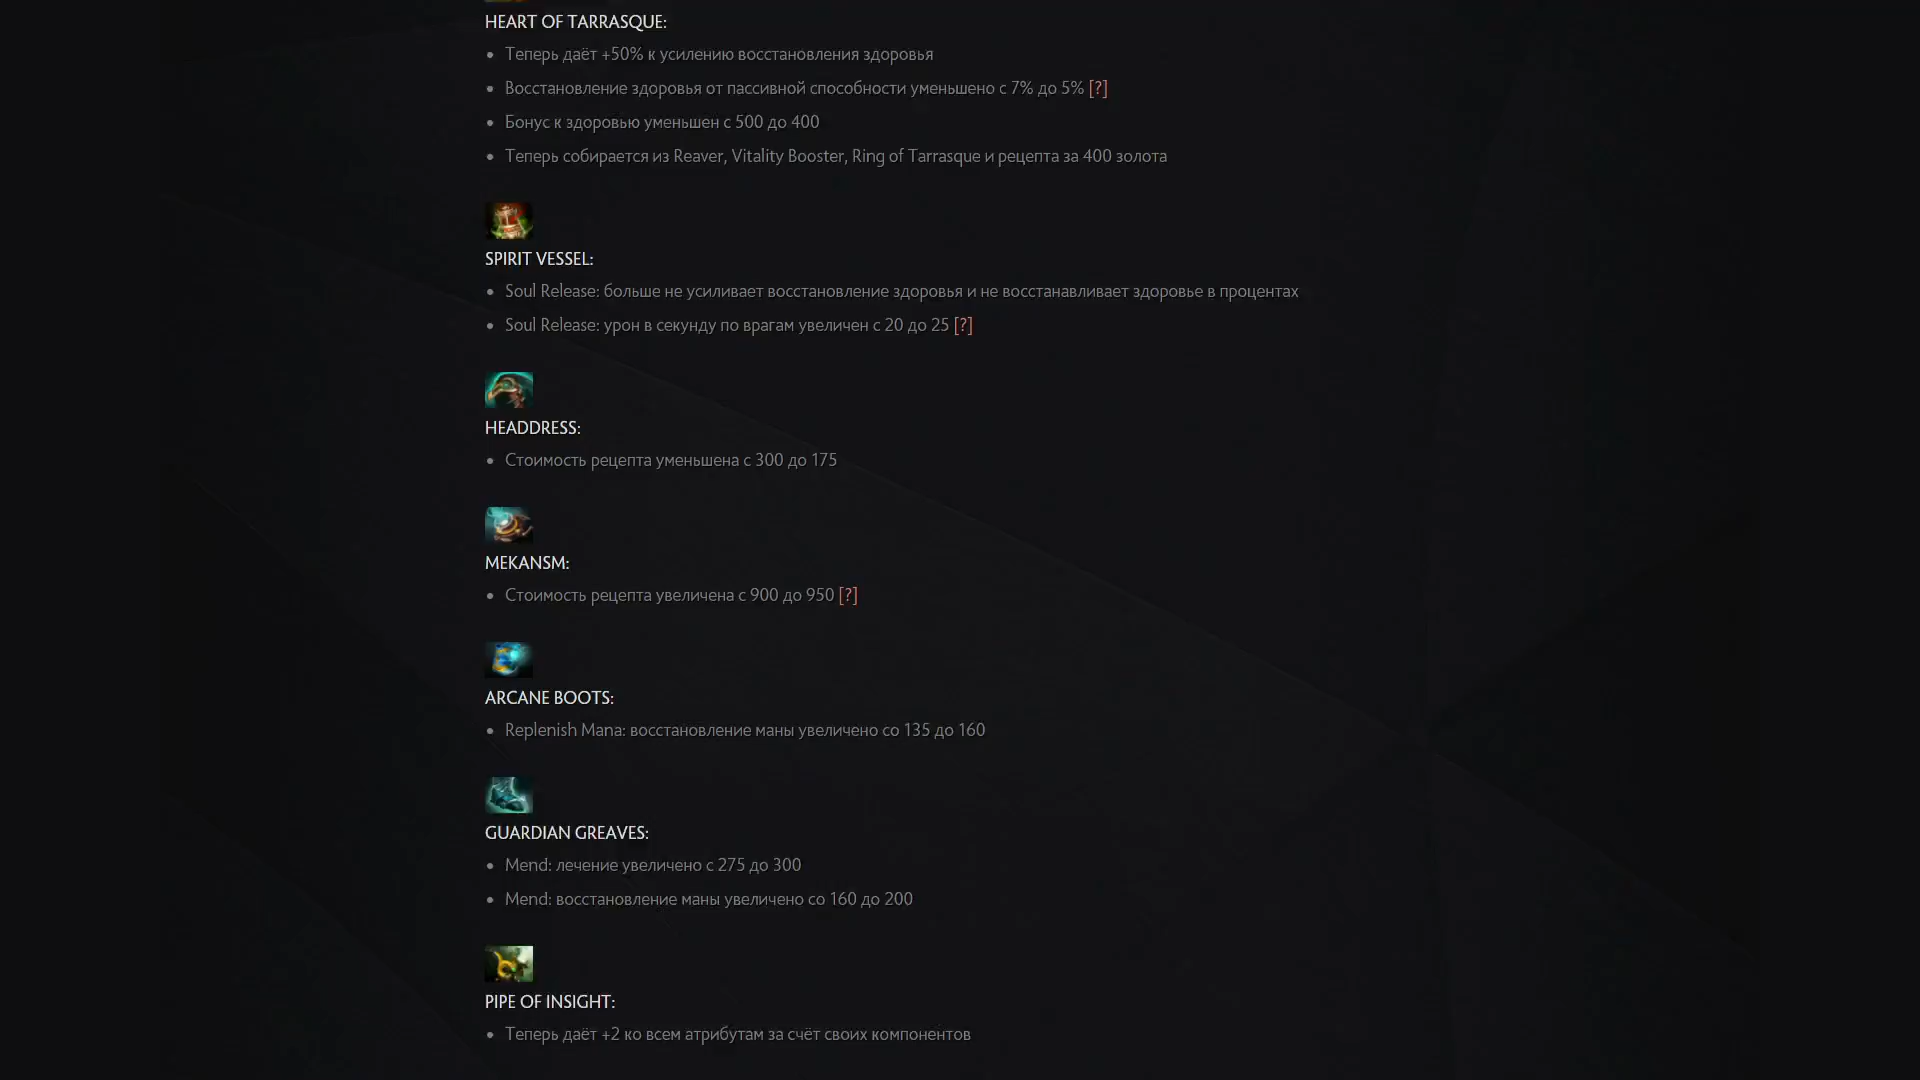 HEART OF TARRASQUE:
• Теперь даёт +50% к усилению восстановления здоровья
• Восстановление здоровья от пассивной способности уменьшено с 7% до 5% [?]
• Бонус к здоровью уменьшен с 500 до 400
• Теперь собирается из Reaver, Vitality Booster, Ring of Tarrasque и рецепта за 400 золота
SPIRIT VESSEL:
• Soul Release: больше не усиливает восстановление здоровья и не восстанавливает здоровье в процентах
• Soul Release: урон в секунду по врагам увеличен с 20 до 25 [?]
HEADDRESS:
• Стоимость рецепта уменьшена с 300 до 175
MEKANSM:
• Стоимость рецепта увеличена с 900 до 950 [?]
ARCANE BOOTS:
• Replenish Mana: восстановление маны увеличено со 135 до 160
GUARDIAN GREAVES:
• Mend: лечение увеличено с 275 до 300
• Mend: восстановление маны увеличено со 160 до 200
PIPE OF INSIGHT:
• Теперь даёт +2 ко всем атрибутам за счёт своих компонентов